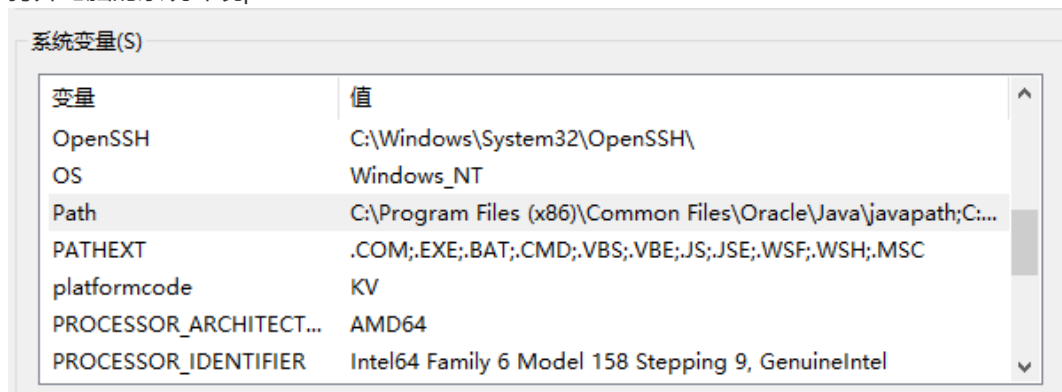 系统变量(S)
变量 值
OpenSSH C:\Windows\System32\OpenSSH\
OS Windows_NT
Path C:\Program Files (x86)\Common Files\Oracle\Java\javapath;C:...
PATHEXT .COM;.EXE;.BAT;.CMD;.VBS;.VBE;.JS;.JSE;.WSF;.WSH;.MSC
platformcode KV
PROCESSOR_ARCHITECT... AMD64
PROCESSOR_IDENTIFIER Intel64 Family 6 Model 158 Stepping 9, GenuineIntel